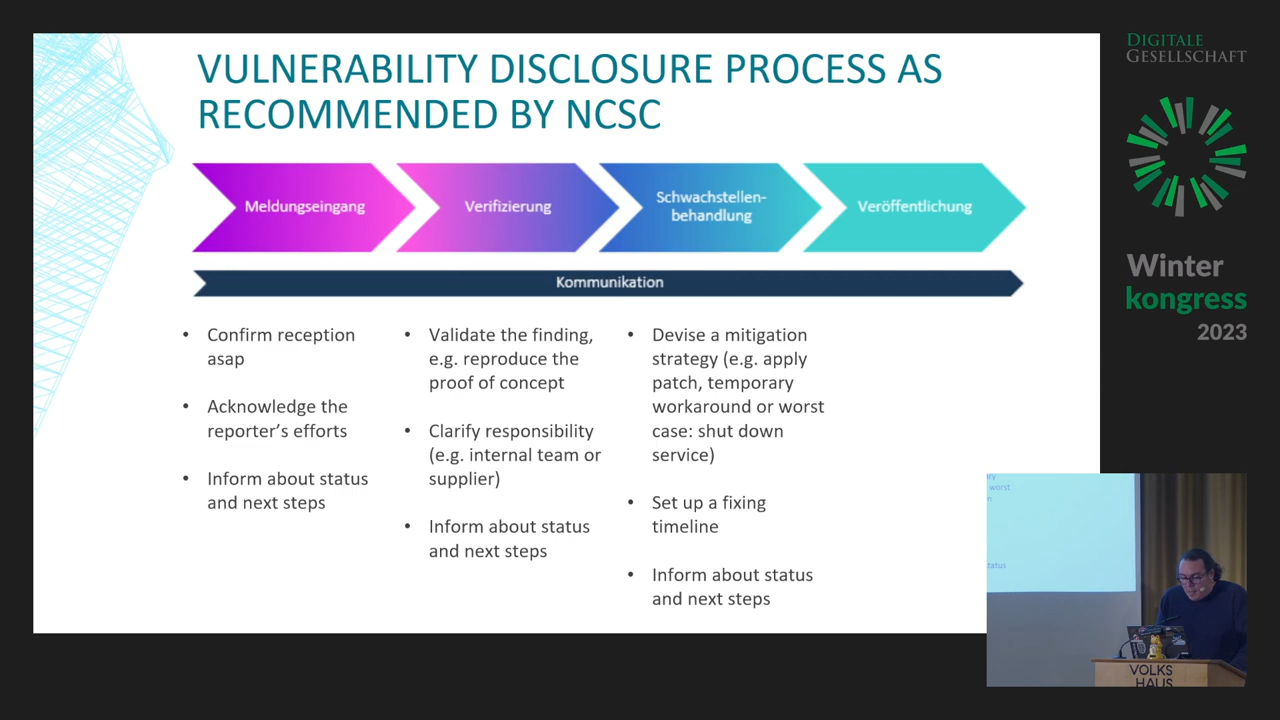 VULNERABILITY DISCLOSURE PROCESS AS
RECOMMENDED BY NCSC
Meldungseingang
Verifizierung
Schwachstellen-
behandlung
Veröffentlichung
Kommunikation
• Confirm reception
asap
• Acknowledge the
reporter's efforts
• Inform about status
and next steps
• Validate the finding,
e.g. reproduce the
proof of concept
• Clarify responsibility
(e.g. internal team or
supplier)
• Inform about status
and next steps
• Devise a mitigation
strategy (e.g. apply
patch, temporary
workaround or worst
case: shut down
service)
• Set up a fixing
timeline
• Inform about status
and next steps
DIGITALE
GESELLSCHAFT
Winter
kongress
2023
worst
status
VOLKS
HAUS